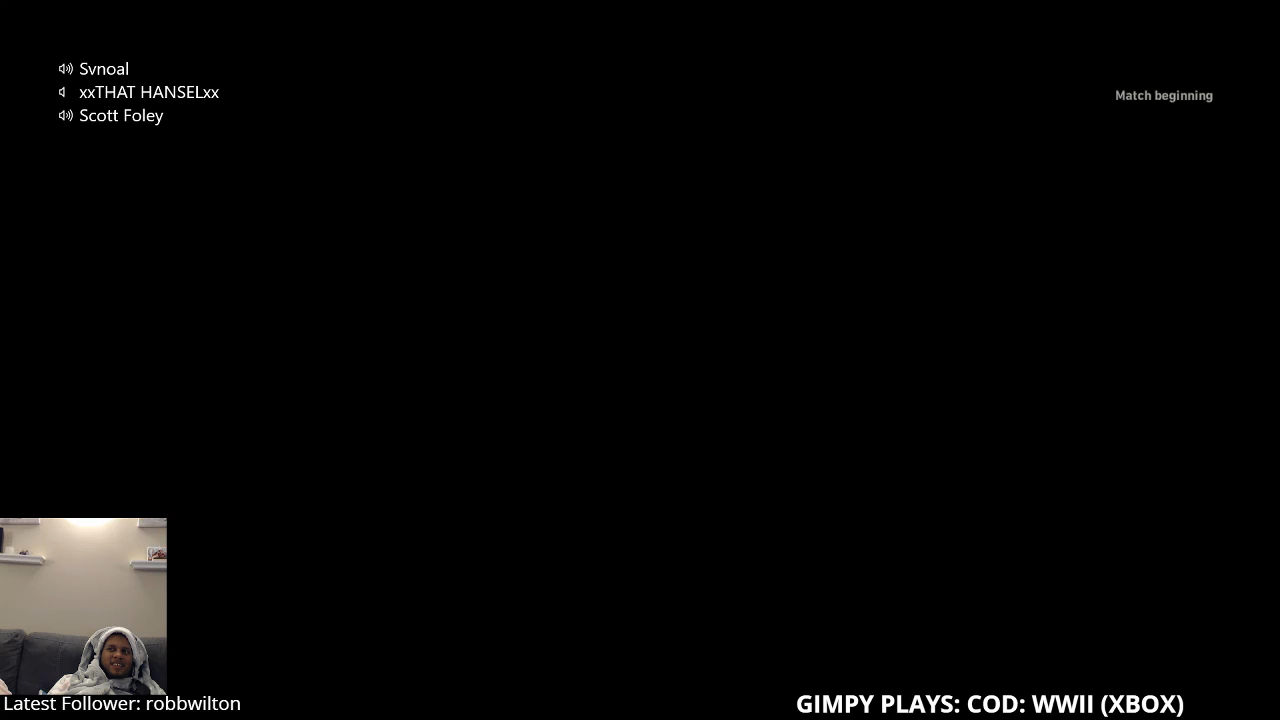 Svnoal
xxTHAT HANSELxx
Scott Foley
Match beginning
Latest Follower: robbwilton
GIMPY PLAYS: COD: WWII (XBOX)